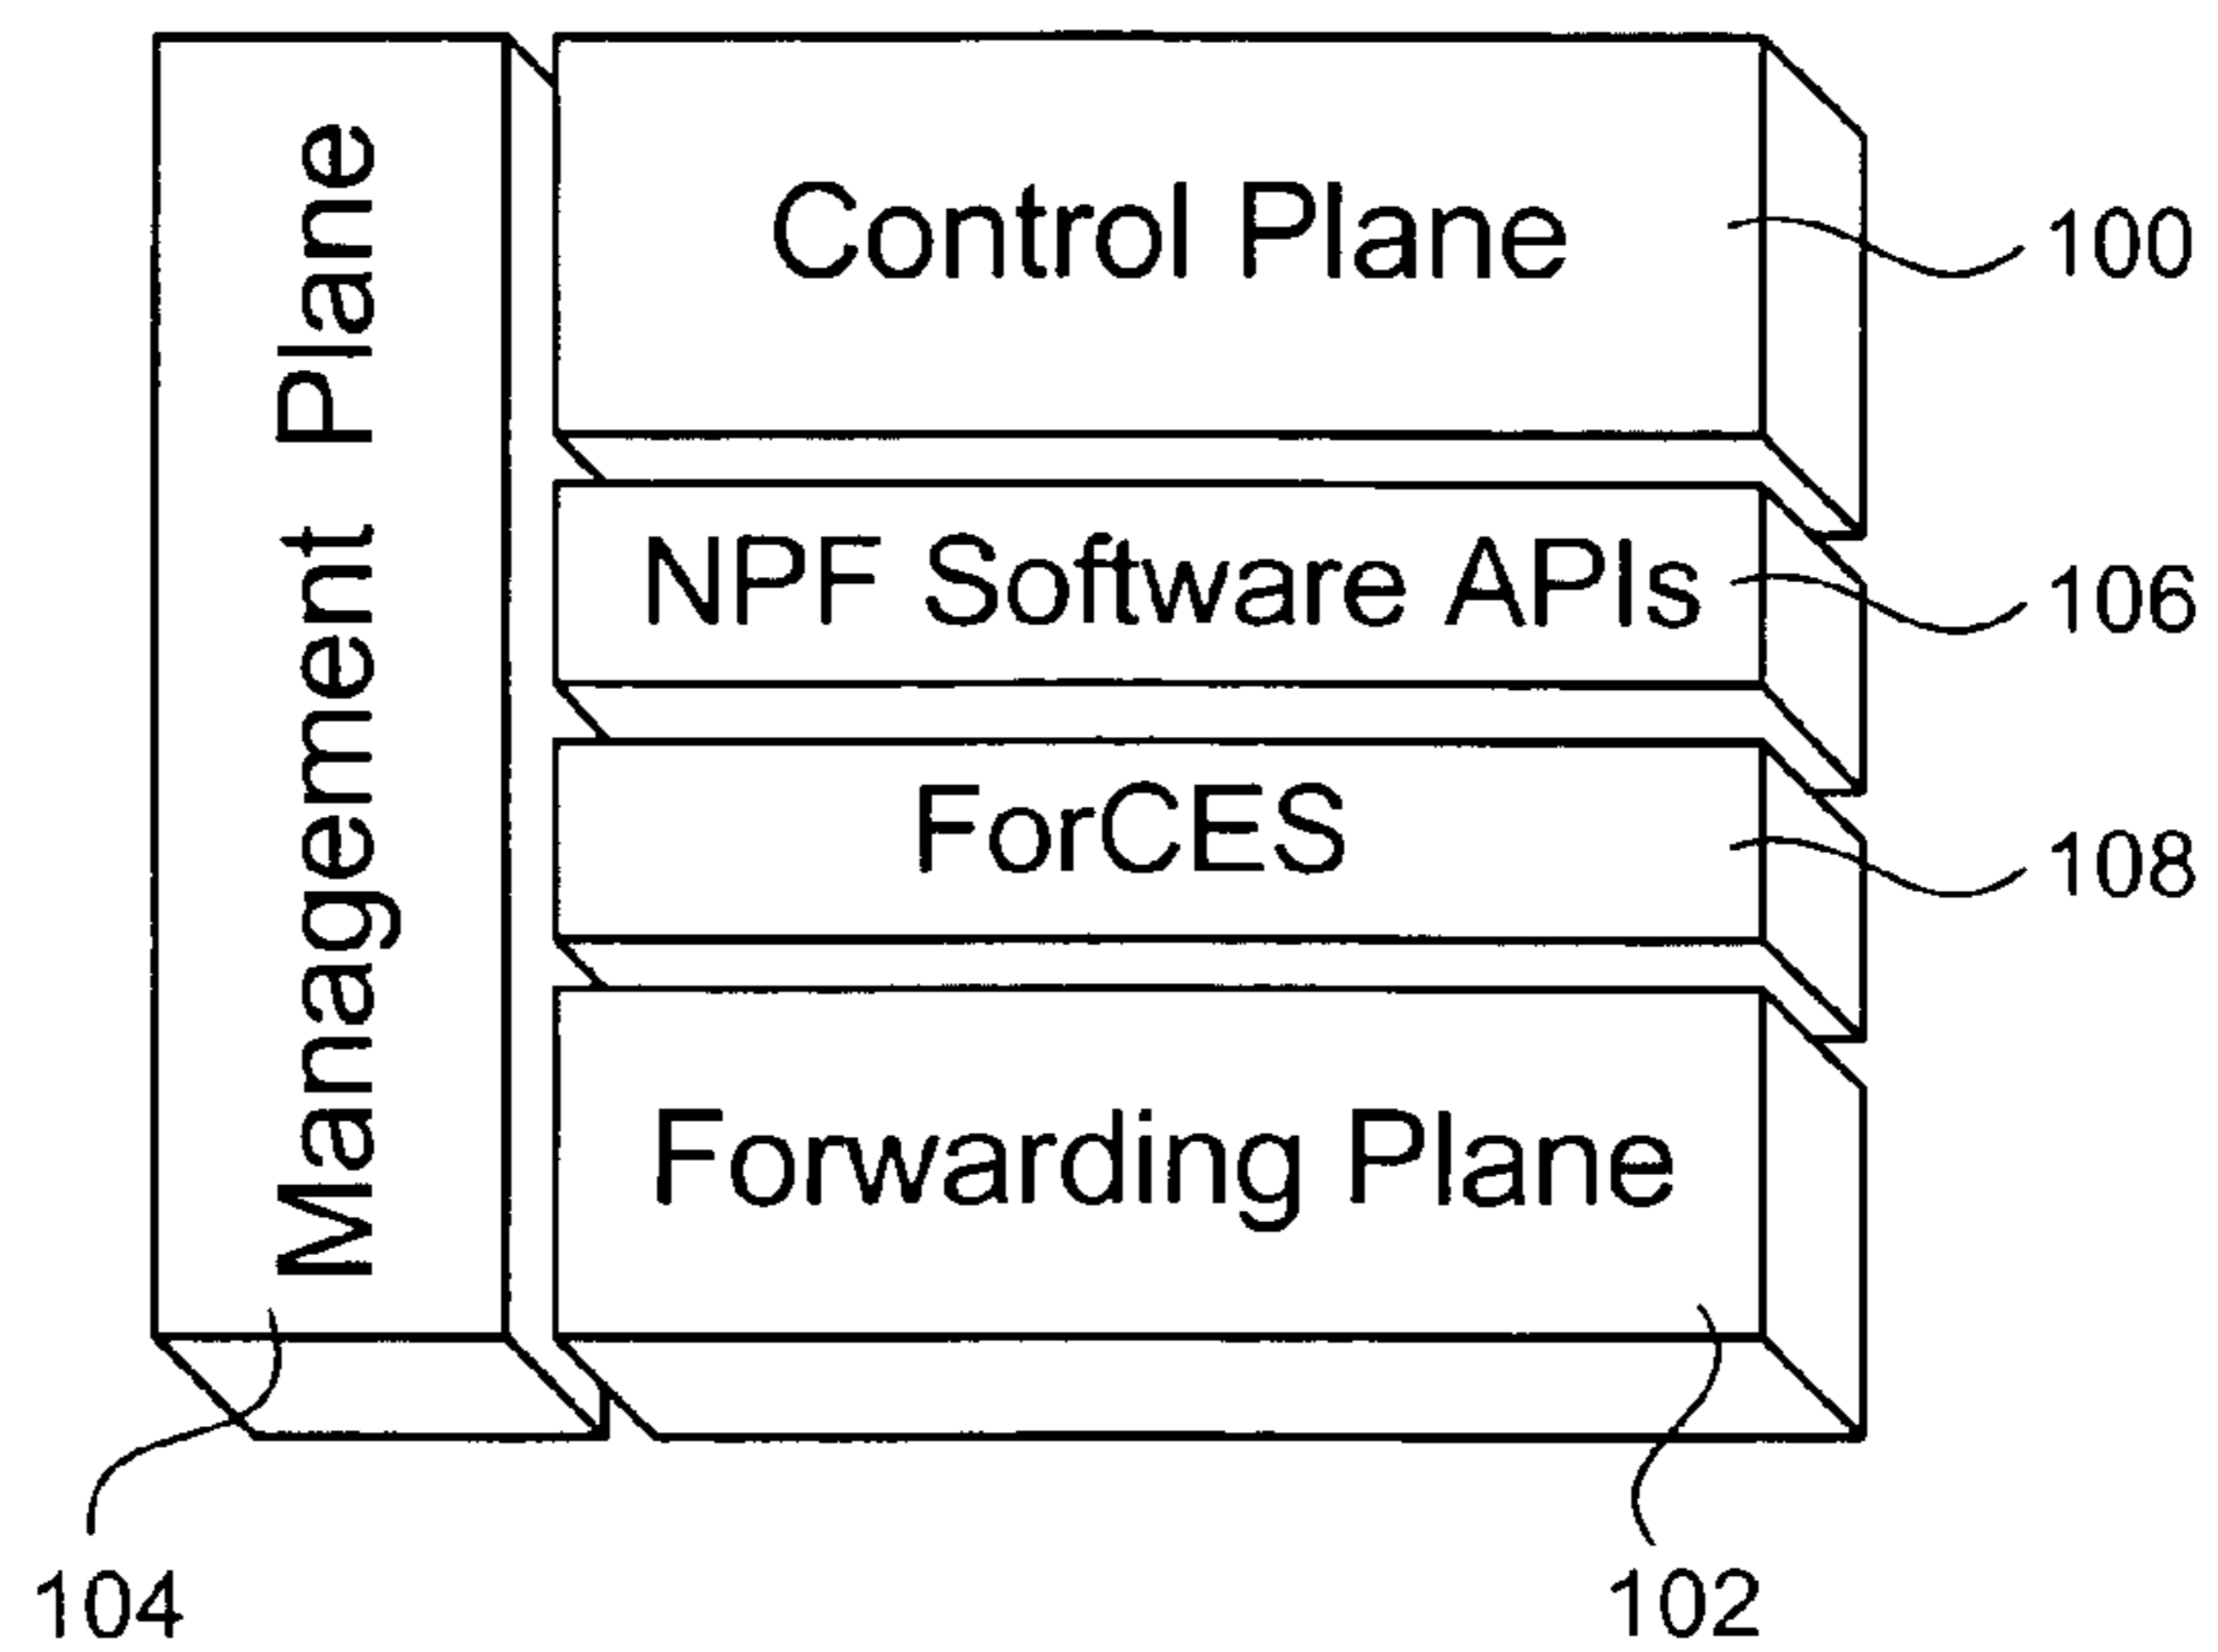 Management Plane
Control Plane
100
NPF Software APIs
106
ForCES
108
Forwarding Plane
104
102